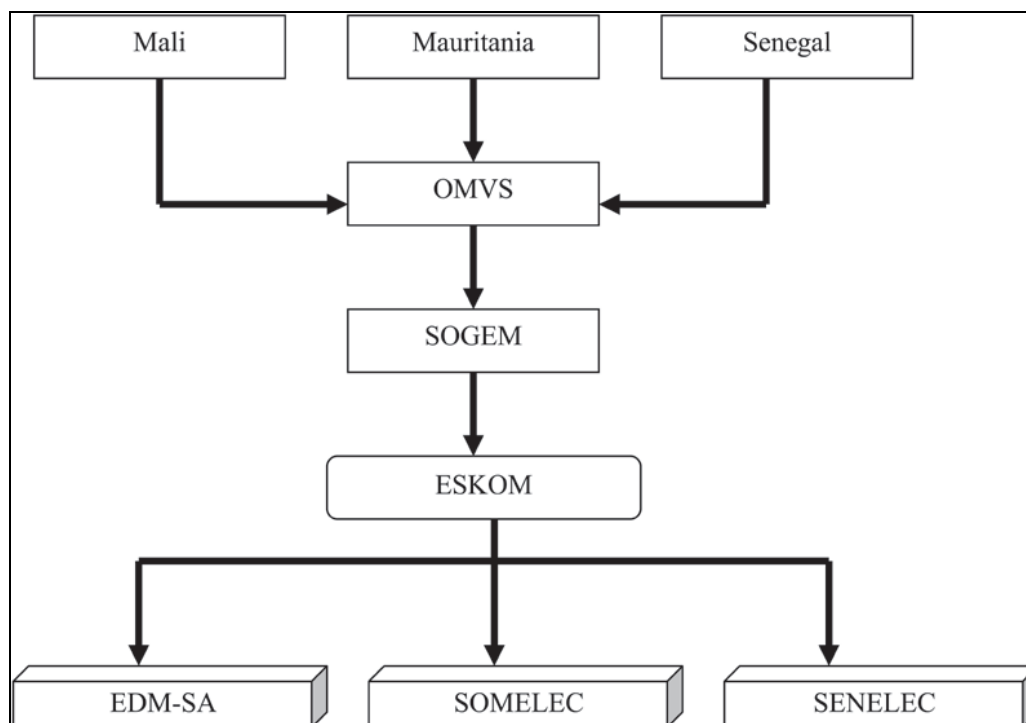 Mali
Mauritania
Senegal
OMVS
SOGEM
ESKOM
EDM-SA
SOMELEC
SENELEC